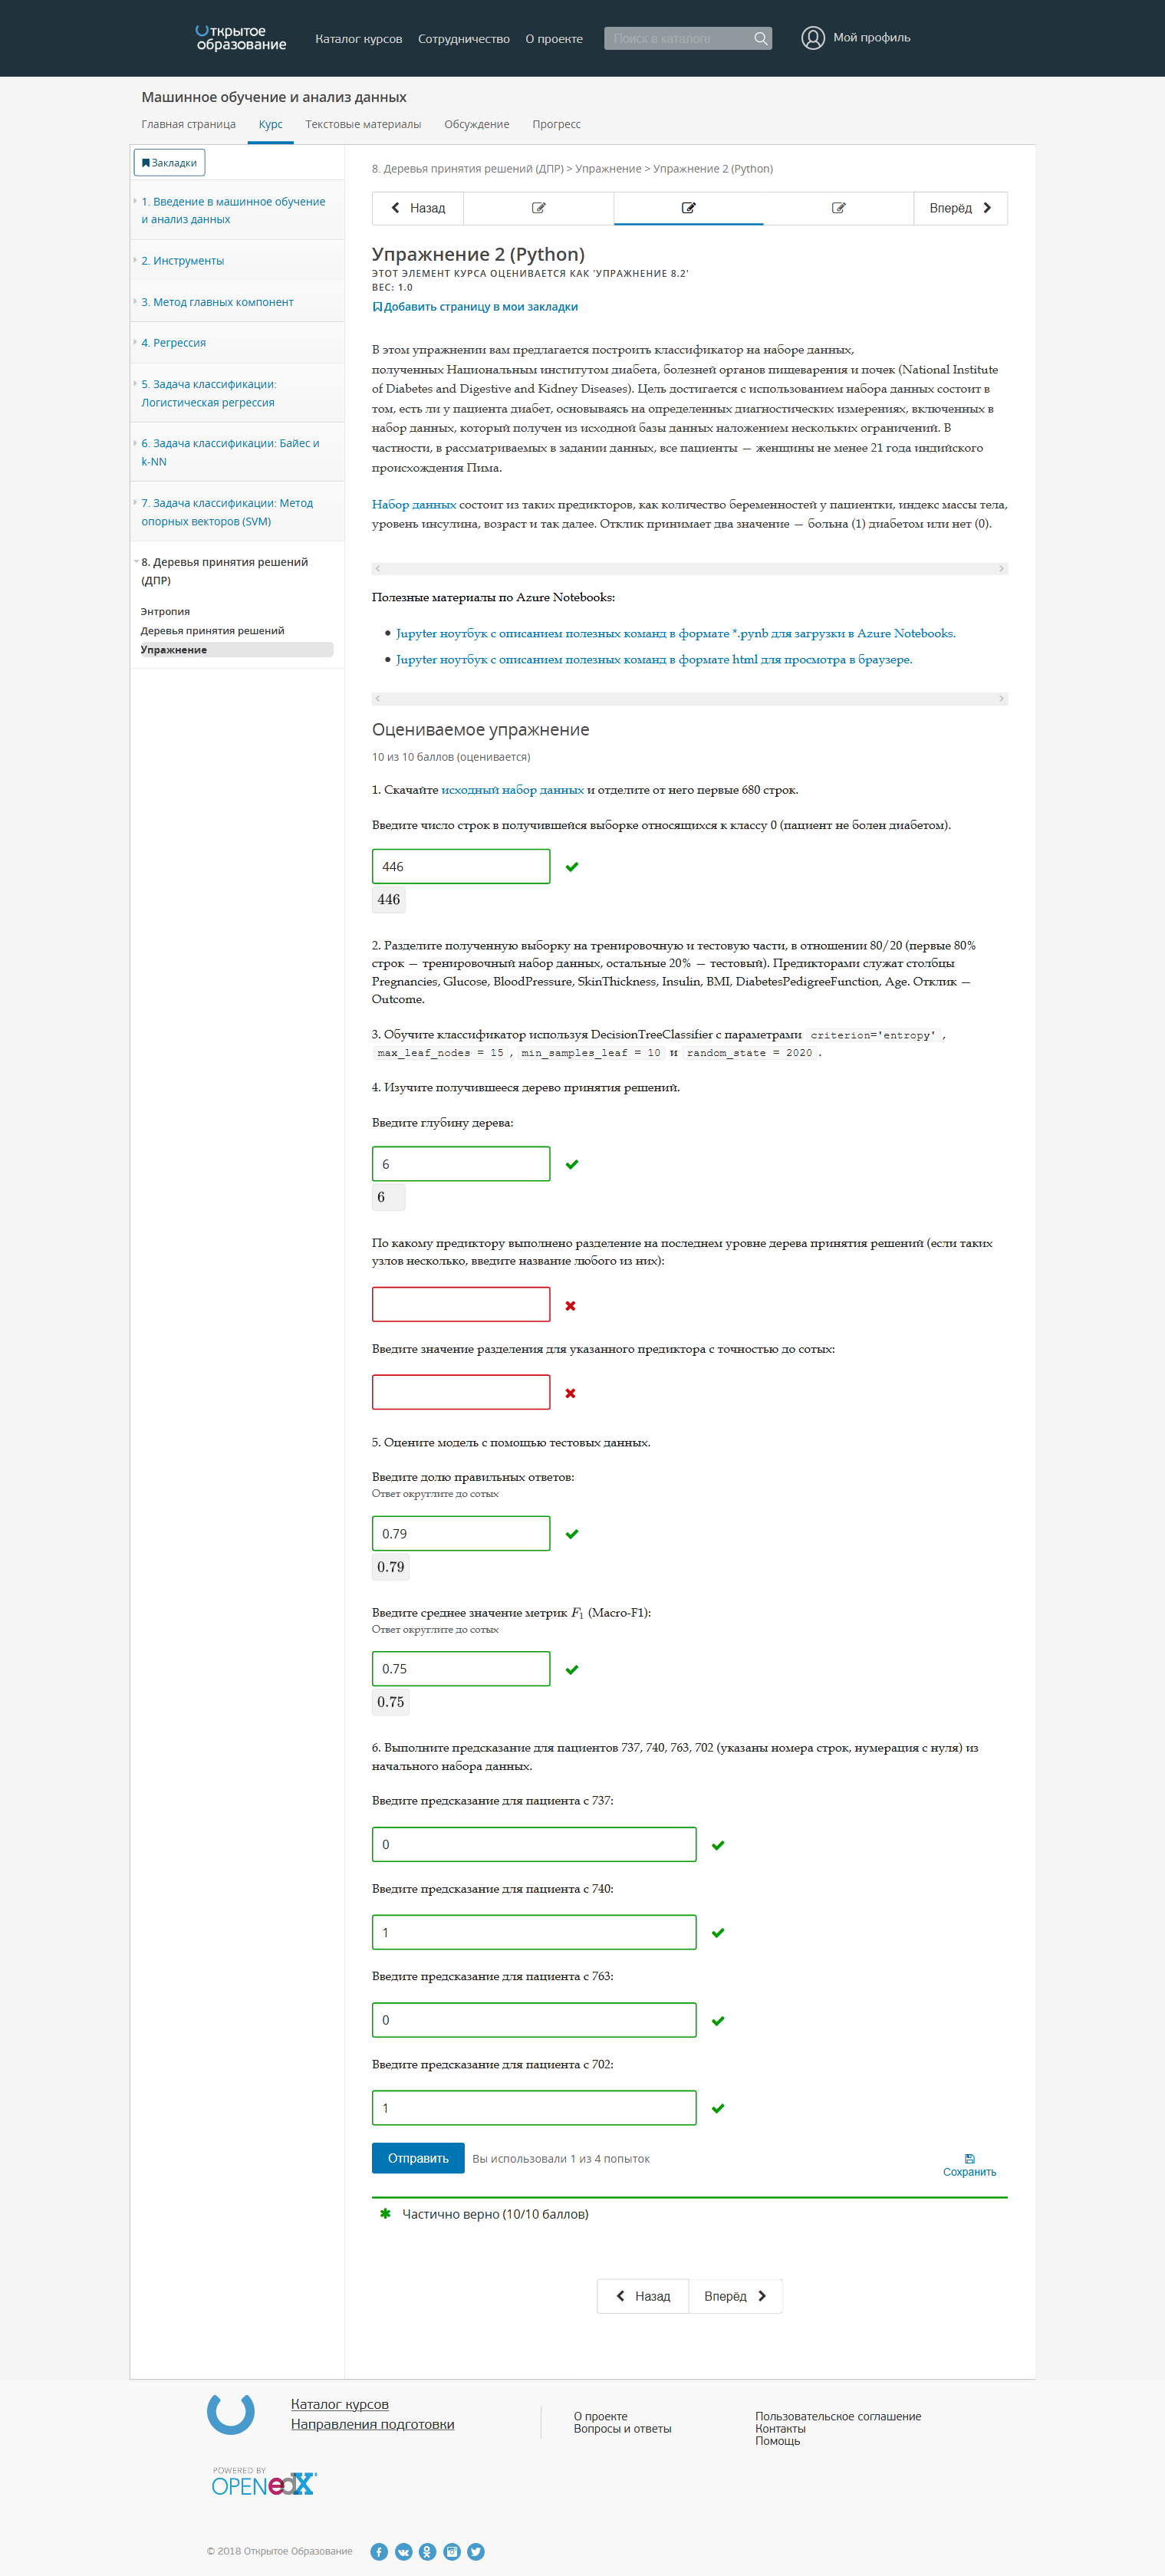 Открытое
образование
Каталог курсов
Сотрудничество
О проекте
Поиск в каталоге
Мой профиль
Машинное обучение и анализ данных
Главная страница
Курс
Текстовые материалы
Обсуждение
Прогресс
Закладки
1. Введение в машинное обучение
и анализ данных
2. Инструменты
3. Метод главных компонент
4. Регрессия
5. Задача классификации:
Логистическая регрессия
6. Задача классификации: Байес и
k-NN
7. Задача классификации: Метод
опорных векторов (SVM)
8. Деревья принятия решений
(ДПР)
Энтропия
Деревья принятия решений
Упражнение
8. Деревья принятия решений (ДПР) > Упражнение > Упражнение 2 (Python)
Назад
Вперёд
Упражнение 2 (Python)
ЭТОТ ЭЛЕМЕНТ КУРСА ОЦЕНИВАЕТСЯ КАК 'УПРАЖНЕНИЕ 8.2'
ВЕС: 1.0
Добавить страницу в мои закладки
В этом упражнении вам предлагается построить классификатор на наборе данных,
полученных Национальным институтом диабета, болезней органов пищеварения и почек (National Institute
of Diabetes and Digestive and Kidney Diseases). Цель достигается с использованием набора данных состоит в
том, есть ли у пациента диабет, основываясь на определенных диагностических измерениях, включенных в
набор данных, который получен из исходной базы данных наложением нескольких ограничений. В
частности, в рассматриваемых в задании данных, все пациенты — женщины не менее 21 года индийского
происхождения Пима.
Набор данных состоит из таких предикторов, как количество беременностей у пациентки, индекс массы тела,
уровень инсулина, возраст и так далее. Отклик принимает два значение — больна (1) диабетом или нет (0).
Полезные материалы по Azure Notebooks:
• Jupyter ноутбук с описанием полезных команд в формате *.pynb для загрузки в Azure Notebooks.
• Jupyter ноутбук с описанием полезных команд в формате html для просмотра в браузере.
Оцениваемое упражнение
10 из 10 баллов (оценивается)
1. Скачайте исходный набор данных и отделите от него первые 680 строк.
Введите число строк в получившейся выборке относящихся к классу 0 (пациент не болен диабетом).
446
446
2. Разделите полученную выборку на тренировочную и тестовую части, в отношении 80/20 (первые 80%
строк — тренировочный набор данных, остальные 20% — тестовый). Предикторами служат столбцы
Pregnancies, Glucose, BloodPressure, SkinThickness, Insulin, BMI, DiabetesPedigreeFunction, Age. Отклик —
Outcome.
3. Обучите классификатор используя DecisionTreeClassifier с параметрами criterion='entropy',
max_leaf_nodes = 15, min_samples_leaf = 10 и random_state = 2020.
4. Изучите получившееся дерево принятия решений.
Введите глубину дерева:
6
6
По какому предиктору выполнено разделение на последнем уровне дерева принятия решений (если таких
узлов несколько, введите название любого из них):
Введите значение разделения для указанного предиктора с точностью до сотых:
5. Оцените модель с помощью тестовых данных.
Введите долю правильных ответов:
Ответ округлите до сотых
0.79
0.79
Введите среднее значение метрик F₁ (Macro-F1):
Ответ округлите до сотых
0.75
0.75
6. Выполните предсказание для пациентов 737, 740, 763, 702 (указаны номера строк, нумерация с нуля) из
начального набора данных.
Введите предсказание для пациента с 737:
0
Введите предсказание для пациента с 740:
1
Введите предсказание для пациента с 763:
0
Введите предсказание для пациента с 702:
1
Отправить
Вы использовали 1 из 4 попыток
Сохранить
Частично верно (10/10 баллов)
Назад
Вперёд
Каталог курсов
Направления подготовки
О проекте
Вопросы и ответы
Пользовательское соглашение
Контакты
Помощь
POWERED BY
OPEN edX
© 2018 Открытое Образование